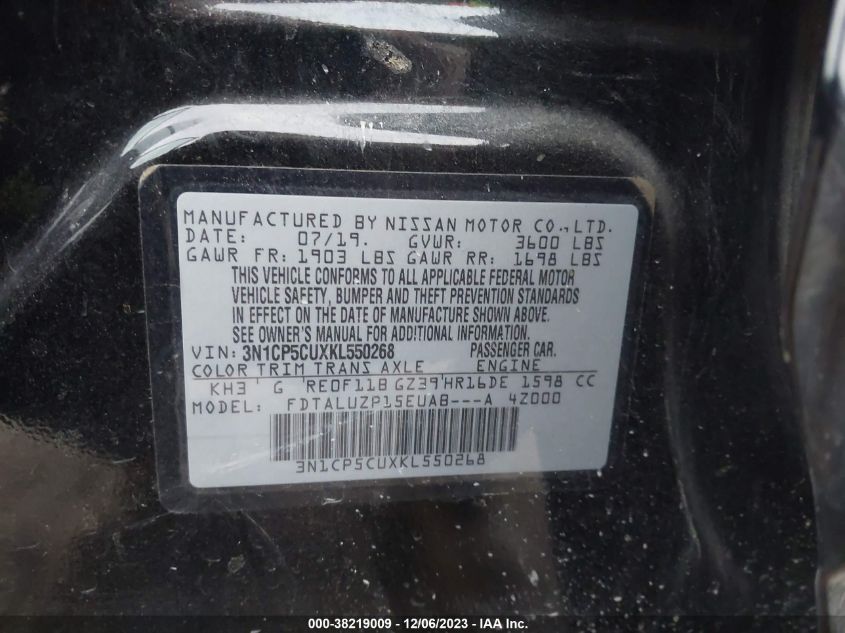 MANUFACTURED BY NISSAN MOTOR CO.,LTD.
DATE: 07/19. GVWR: 3600 LBS
GAWR FR: 1903 LBS GAWR RR: 1698 LBS
THIS VEHICLE CONFORMS TO ALL APPLICABLE FEDERAL MOTOR
VEHICLE SAFETY, BUMPER AND THEFT PREVENTION STANDARDS
IN EFFECT ON THE DATE OF MANUFACTURE SHOWN ABOVE.
SEE OWNER'S MANUAL FOR ADDITIONAL INFORMATION.
VIN: 3N1CP5CUXKL550268 PASSENGER CAR.
COLOR TRIM TRANS AXLE ENGINE
KH3 ' G 'RE0F11B GZ39'HR16DE 1598 CC
MODEL: FDTALUZP15EUAB---A 4Z000
3N1CP5CUXKL550268
000-38219009 - 12/06/2023 - IAA Inc.